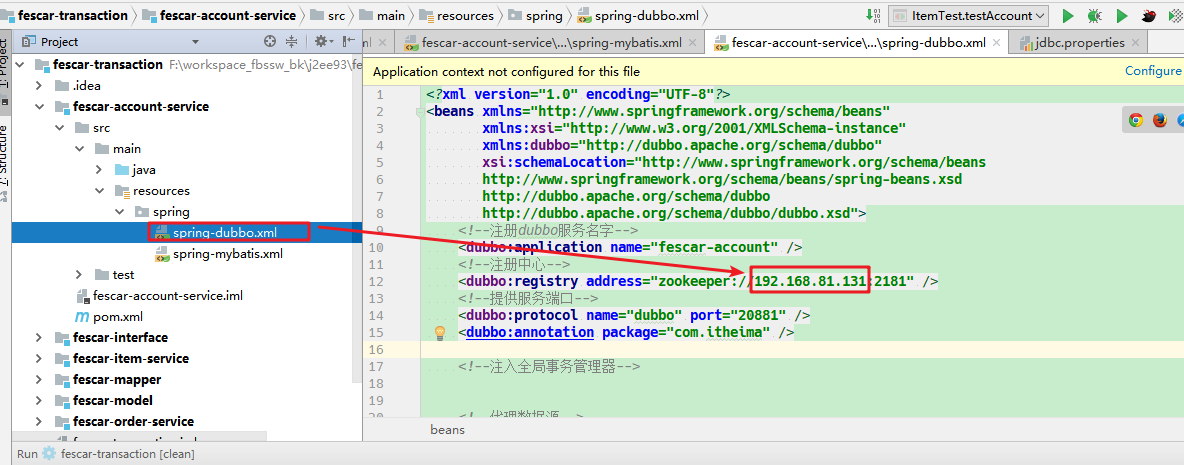 fescar-transaction fescar-account-service src main resources spring spring-dubbo.xml ItemTest.testAccount
Project
ml fescar-account-service\...\spring-mybatis.xml fescar-account-service\...\spring-dubbo.xml jdbc.properties
1: Project
Z: Structure
fescar-transaction F:\workspace_fbssw_bk\j2ee93\fe
.idea
fescar-account-service
src
main
java
resources
spring
spring-dubbo.xml
spring-mybatis.xml
test
fescar-account-service.iml
pom.xml
fescar-interface
fescar-item-service
fescar-mapper
fescar-model
fescar-order-service
Application context not configured for this file Configure
1 <?xml version="1.0" encoding="UTF-8"?>
2 <beans xmlns="http://www.springframework.org/schema/beans"
3 xmlns:xsi="http://www.w3.org/2001/XMLSchema-instance"
4 xmlns:dubbo="http://dubbo.apache.org/schema/dubbo"
5 xsi:schemaLocation="http://www.springframework.org/schema/beans
6 http://www.springframework.org/schema/beans/spring-beans.xsd
7 http://dubbo.apache.org/schema/dubbo
8 http://dubbo.apache.org/schema/dubbo/dubbo.xsd">
9 <!--注册dubbo服务名字-->
10 <dubbo:application name="fescar-account" />
11 <!--注册中心-->
12 <dubbo:registry address="zookeeper://192.168.81.131:2181" />
13 <!--提供服务端口-->
14 <dubbo:protocol name="dubbo" port="20881" />
15 <dubbo:annotation package="com.itheima" />
16
17 <!--注入全局事务管理器-->
18
19
20 <!--代理数据源-->
beans
Run fescar-transaction [clean]